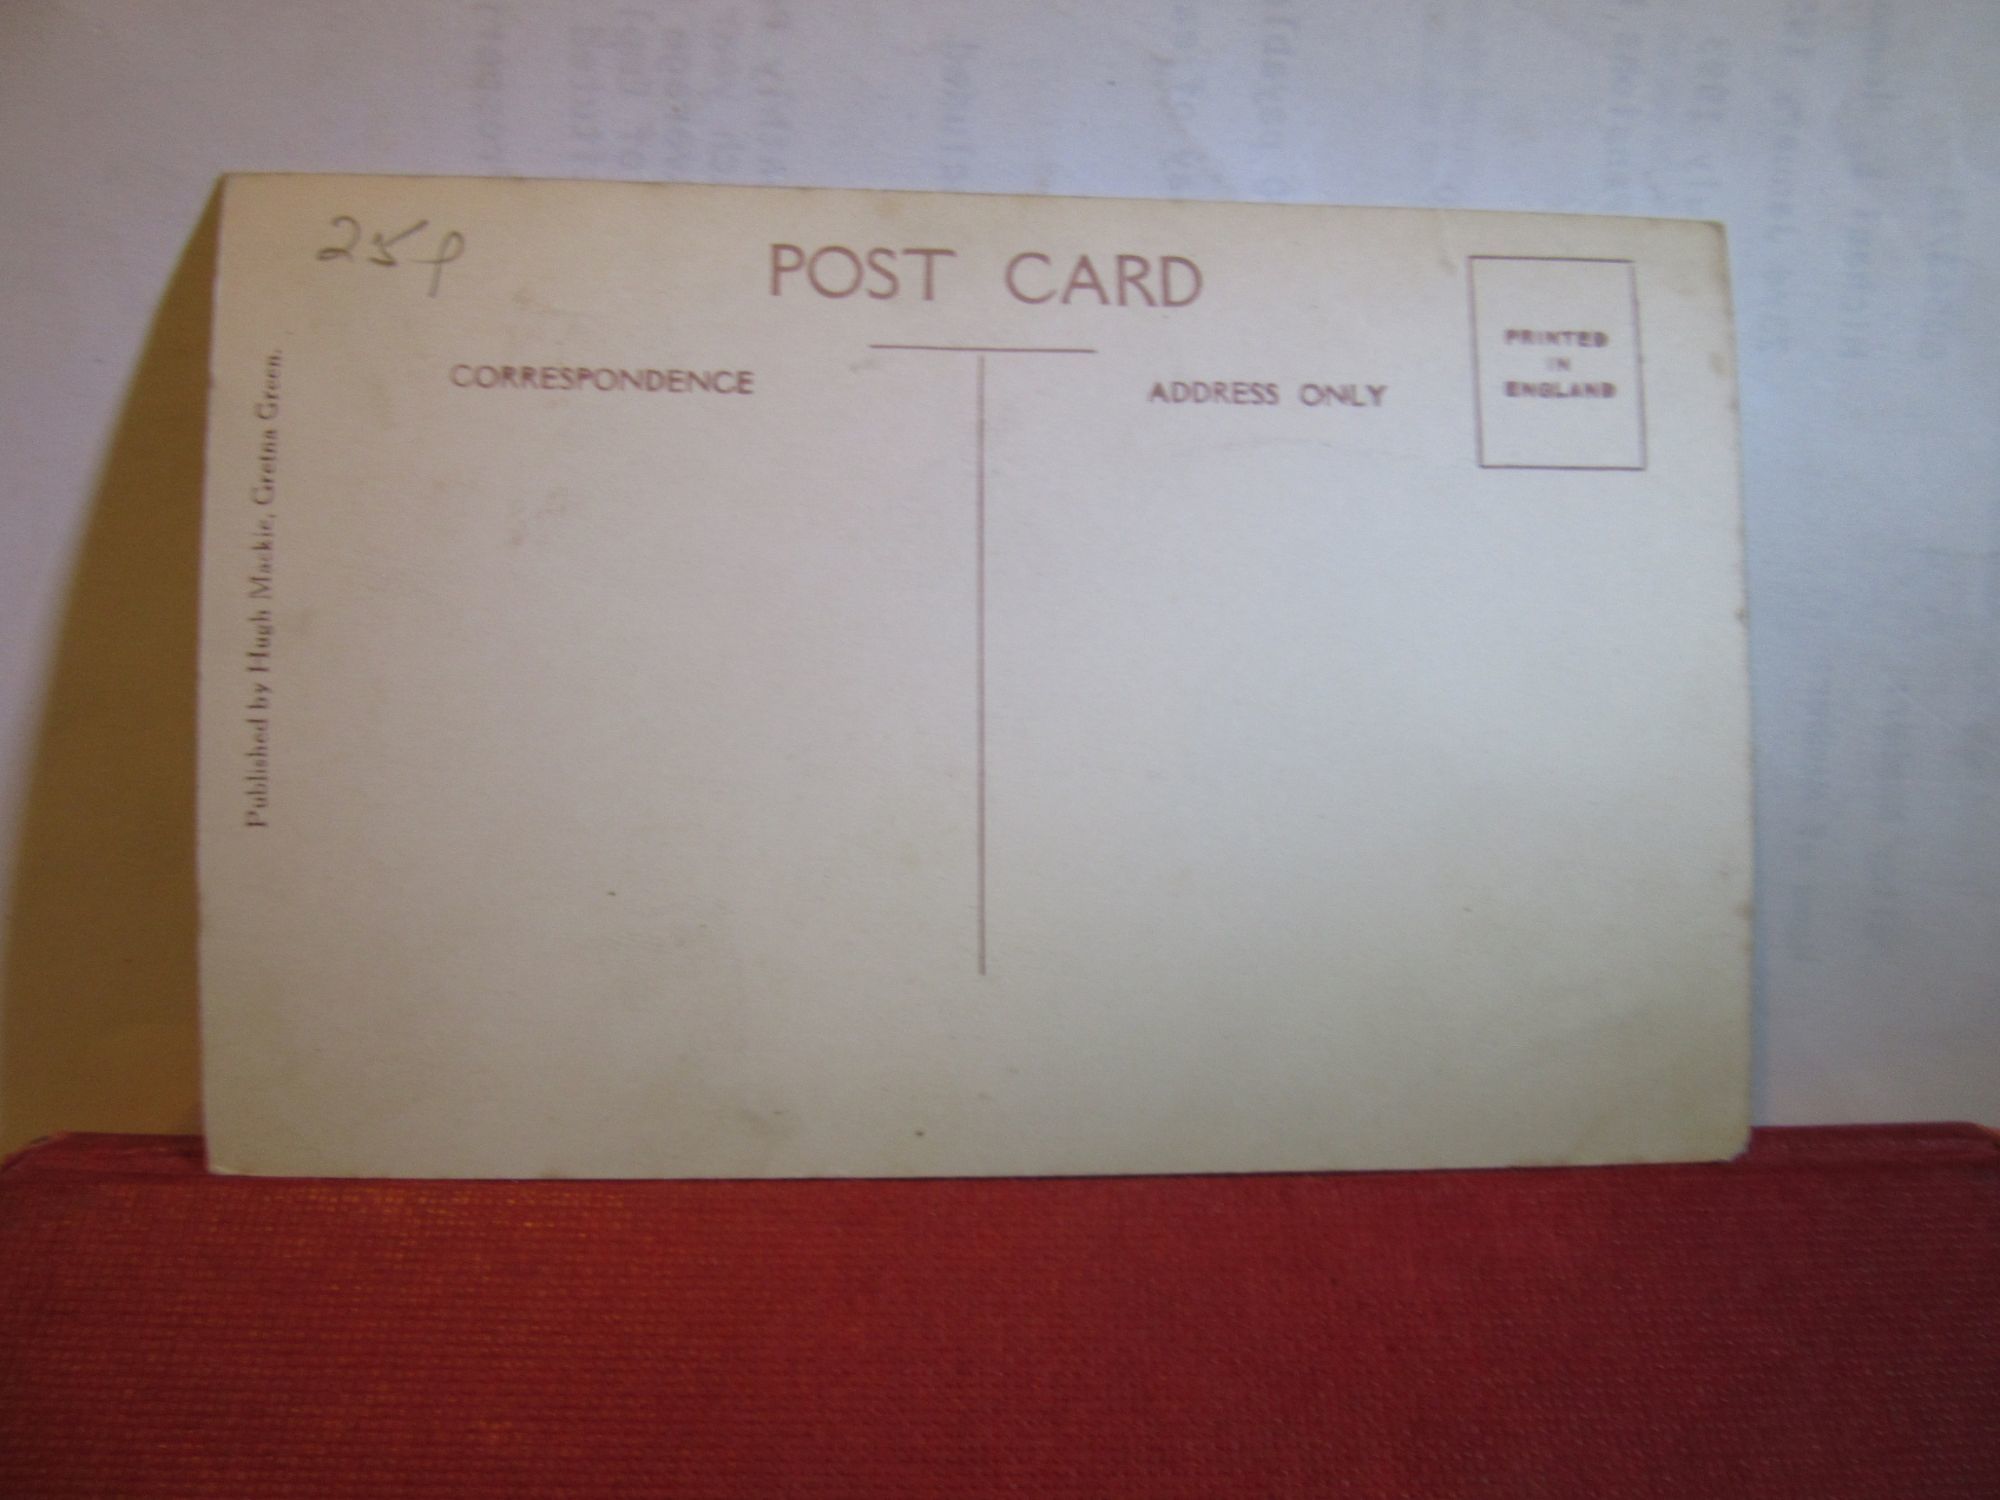 25p
POST CARD
CORRESPONDENCE
ADDRESS ONLY
PRINTED
IN
ENGLAND
Published by Hugh Mackie, Gretna Green.